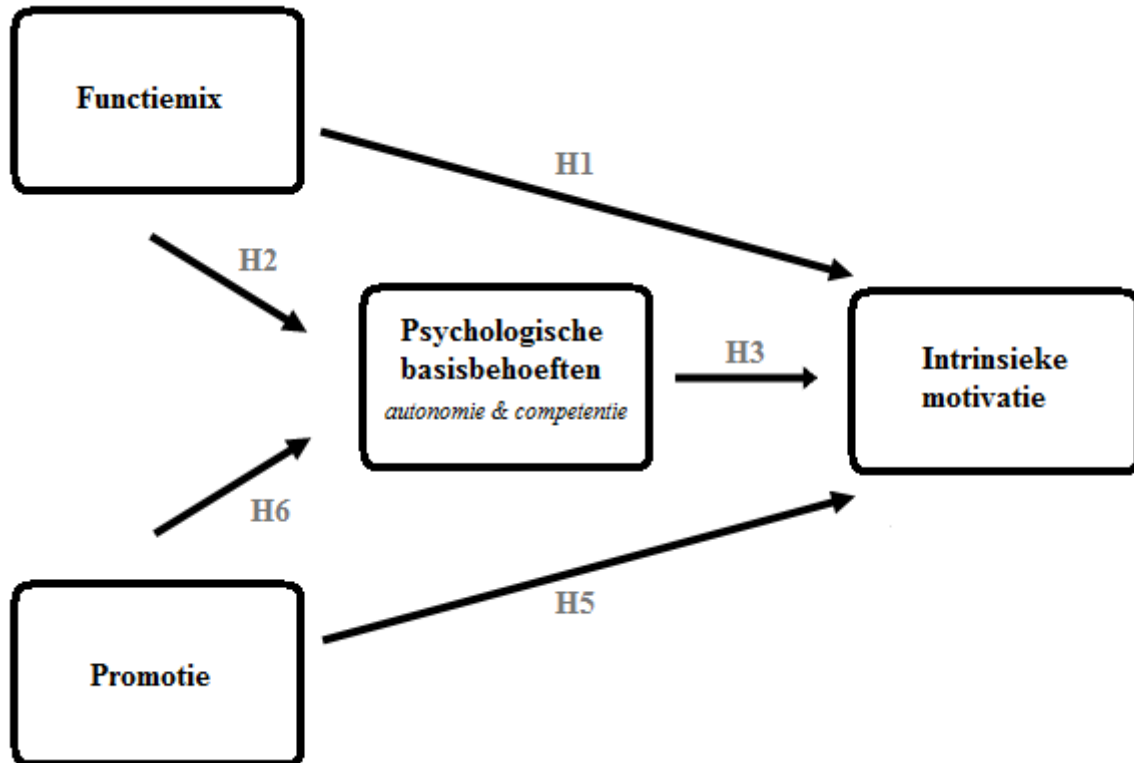 Functiemix
H1
H2
Psychologische
basisbehoeften
autonomie & competentie
H3
Intrinsieke
motivatie
H6
H5
Promotie